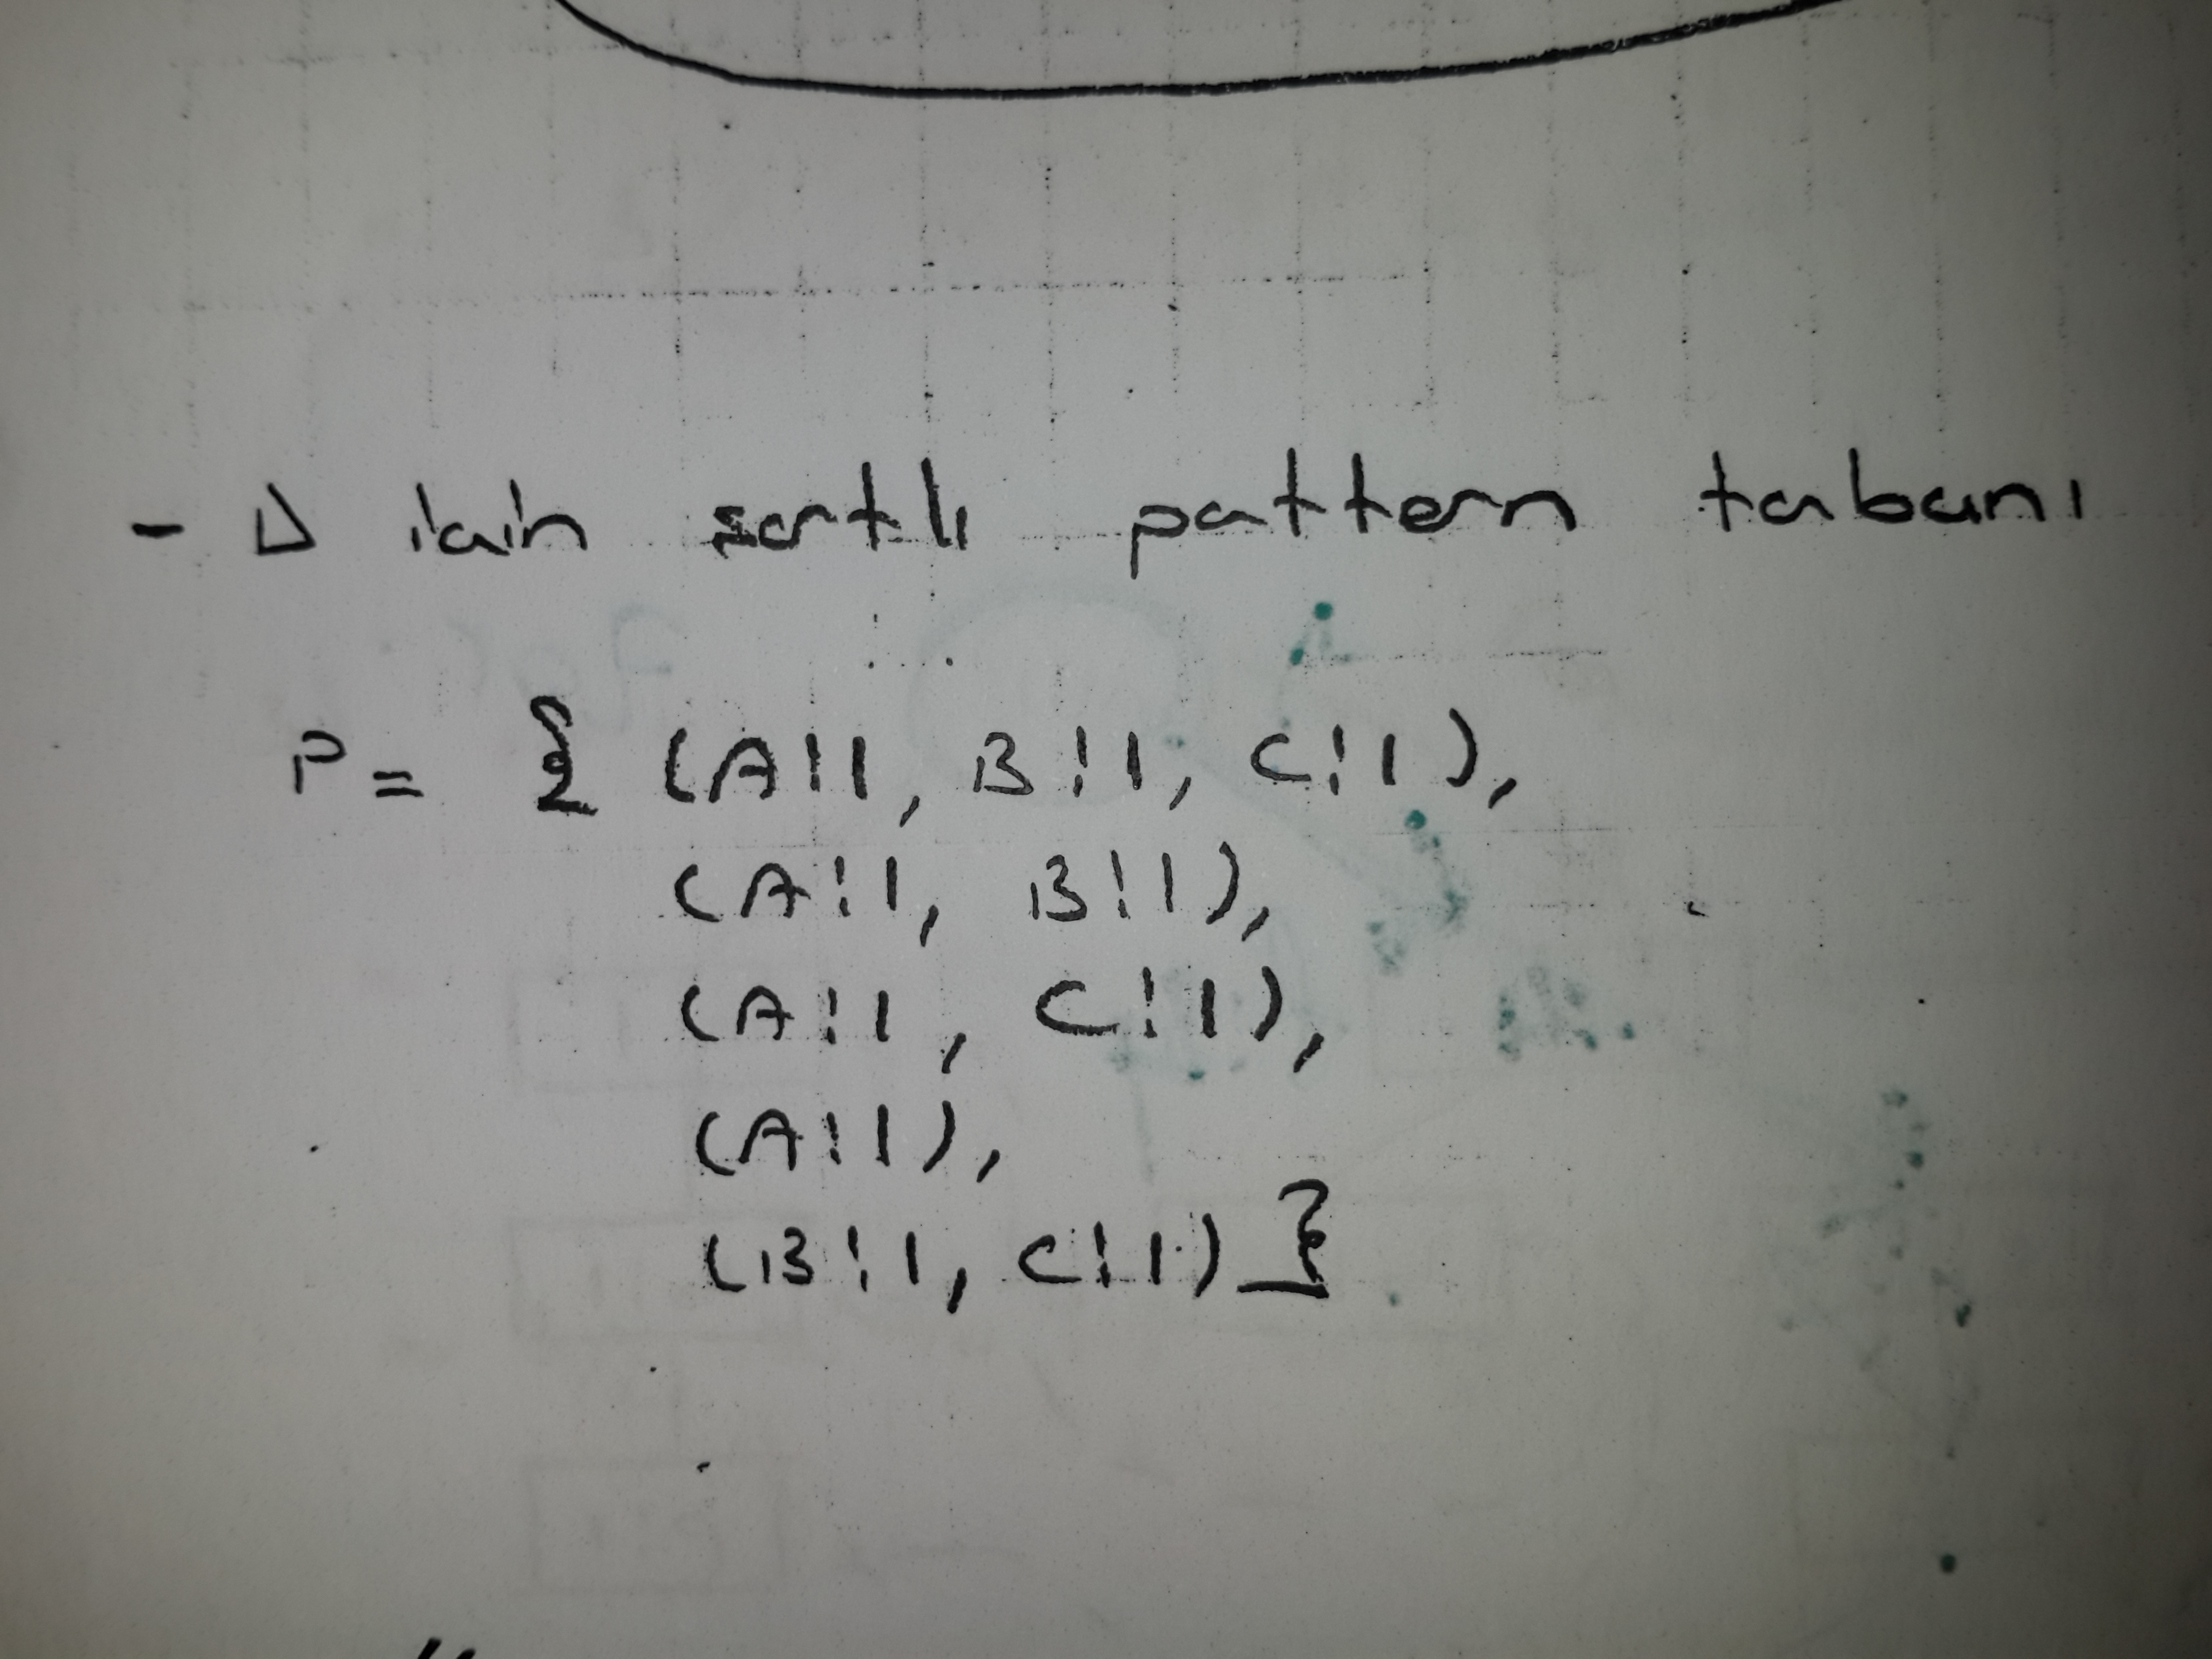 - D için şartlı pattern tabanı
P = { (A:1, B:1, C:1),
(A:1, B:1),
(A:1, C:1),
(A:1),
(B:1, C:1) }